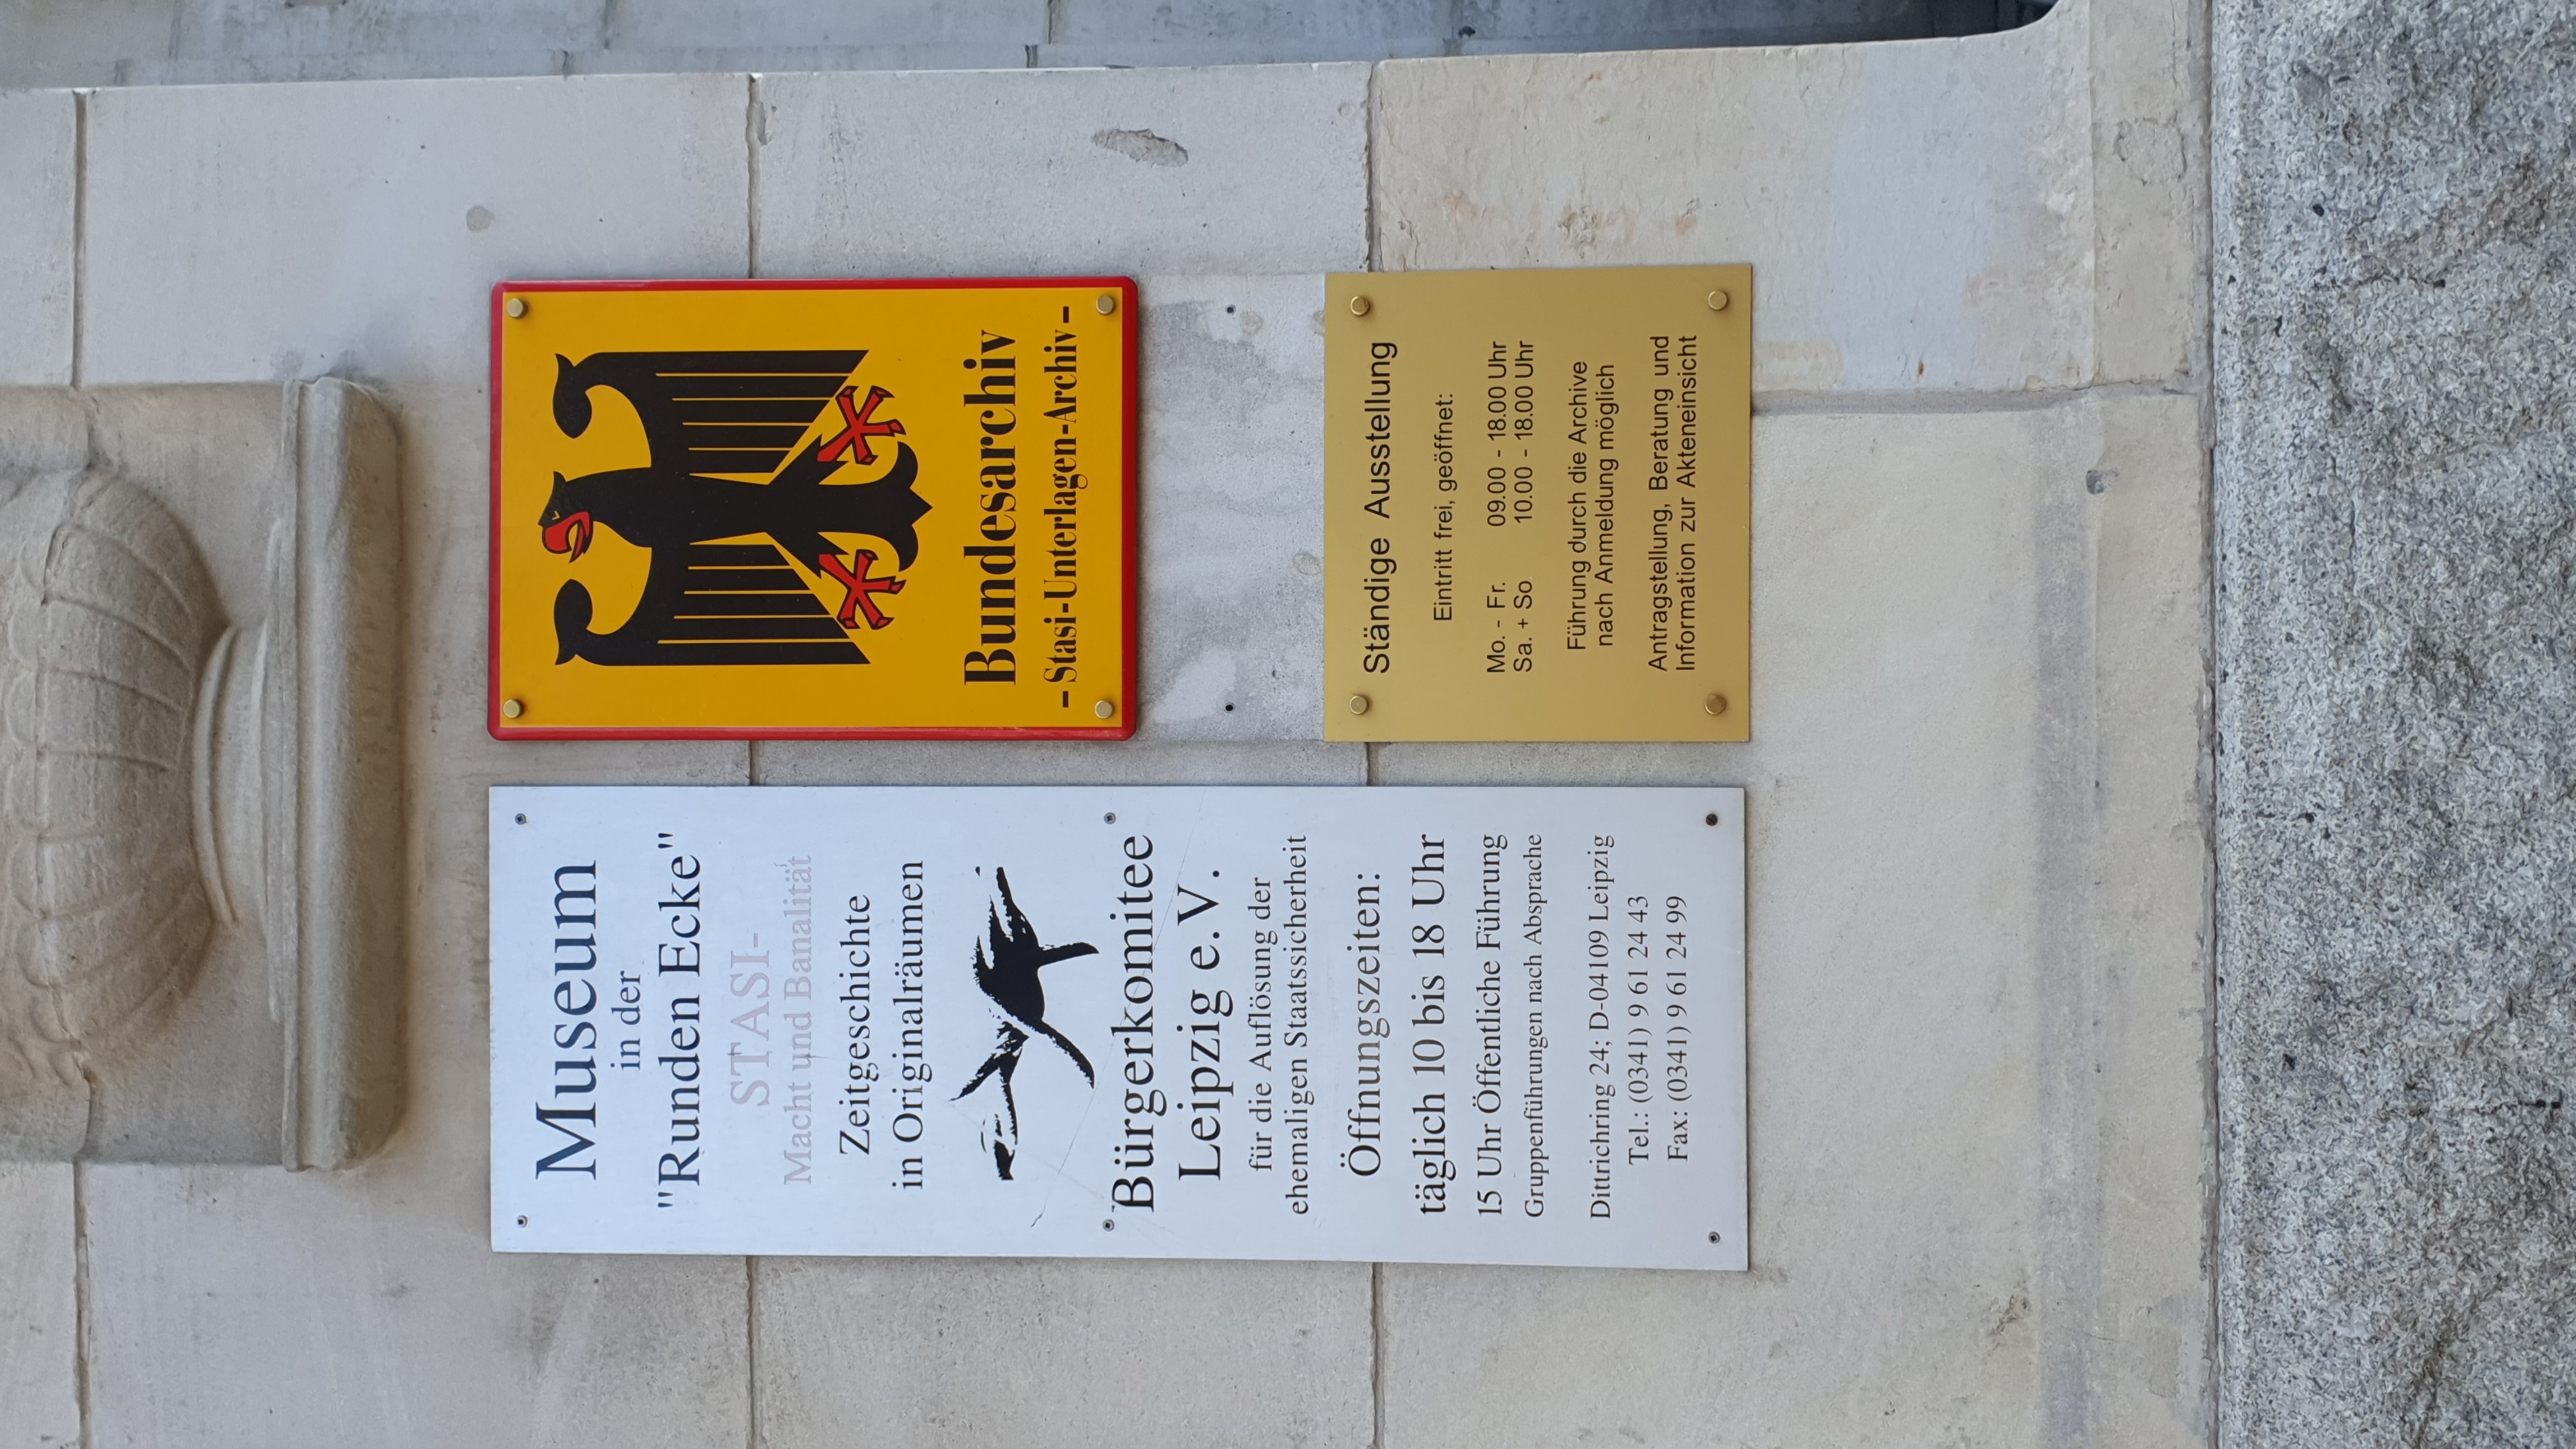 Museum
in der
"Runden Ecke"
STASI-
Macht und Banalität
Zeitgeschichte
in Originalräumen
Bürgerkomitee
Leipzig e.V.
für die Auflösung der
ehemaligen Staatssicherheit
Öffnungszeiten:
täglich 10 bis 18 Uhr
15 Uhr Öffentliche Führung
Gruppenführungen nach Absprache
Dittrichring 24; D-04109 Leipzig
Tel.: (0341) 9 61 24 43
Fax: (0341) 9 61 24 99
Bundesarchiv
– Stasi-Unterlagen-Archiv –
Ständige Ausstellung
Eintritt frei, geöffnet:
Mo. - Fr. 09.00 - 18.00 Uhr
Sa. + So 10.00 - 18.00 Uhr
Führung durch die Archive
nach Anmeldung möglich
Antragstellung, Beratung und
Information zur Akteneinsicht